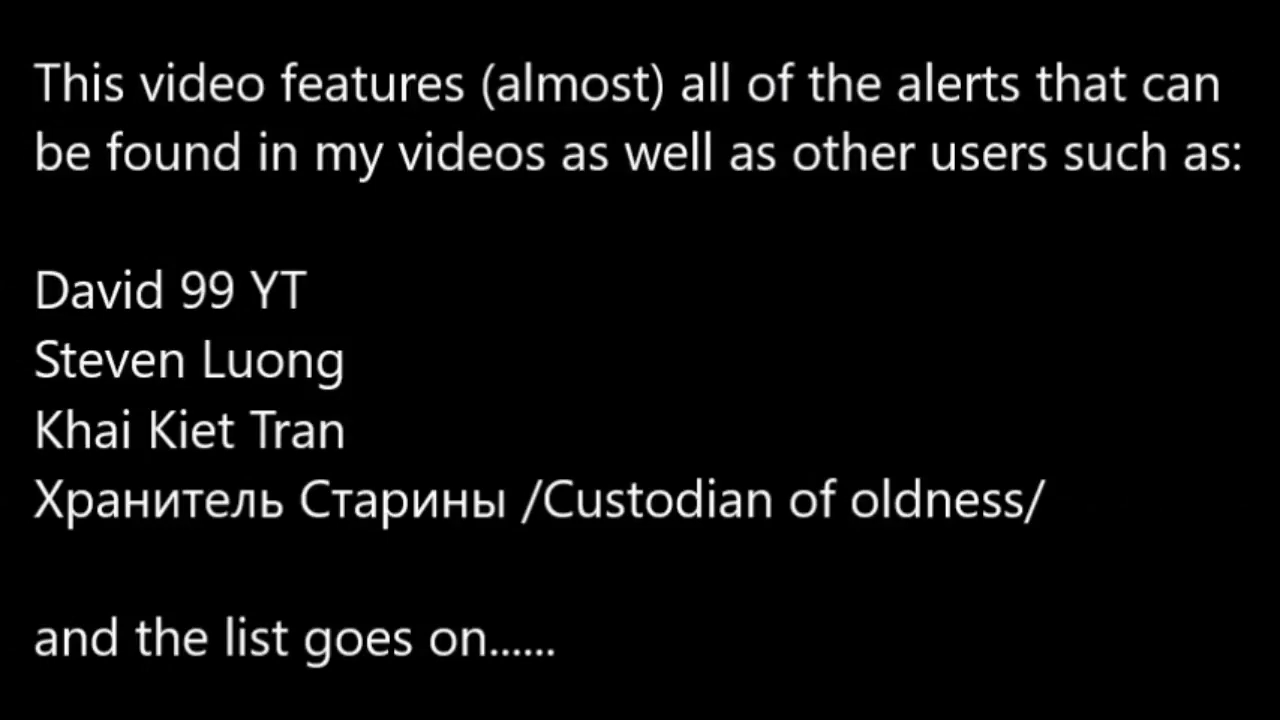 This video features (almost) all of the alerts that can
be found in my videos as well as other users such as:
David 99 YT
Steven Luong
Khai Kiet Tran
Хранитель Старины /Custodian of oldness/
and the list goes on......